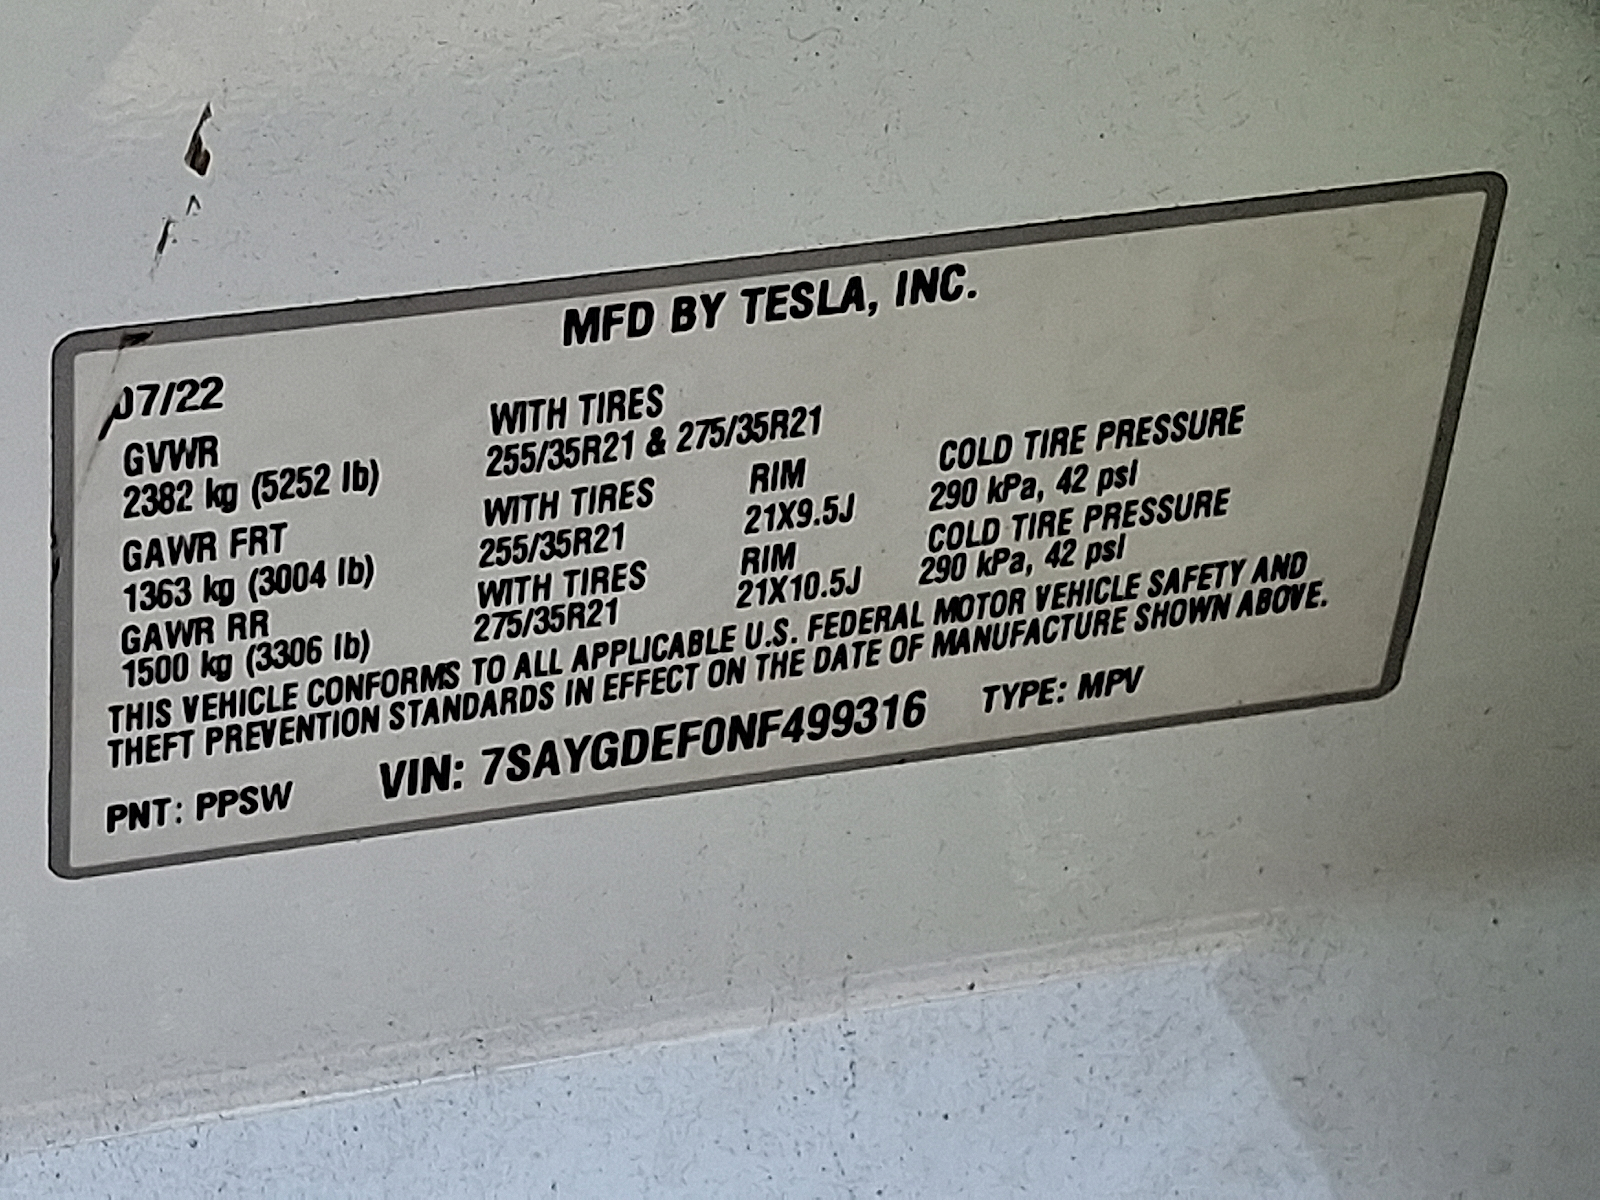 MFD BY TESLA, INC.
07/22
GVWR WITH TIRES
2382 kg (5252 lb) 255/35R21 & 275/35R21
GAWR FRT WITH TIRES RIM COLD TIRE PRESSURE
1363 kg (3004 lb) 255/35R21 21X9.5J 290 kPa, 42 psi
GAWR RR WITH TIRES RIM COLD TIRE PRESSURE
1500 kg (3306 lb) 275/35R21 21X10.5J 290 kPa, 42 psi
THIS VEHICLE CONFORMS TO ALL APPLICABLE U.S. FEDERAL MOTOR VEHICLE SAFETY AND
THEFT PREVENTION STANDARDS IN EFFECT ON THE DATE OF MANUFACTURE SHOWN ABOVE.
PNT: PPSW VIN: 7SAYGDEF0NF499316 TYPE: MPV